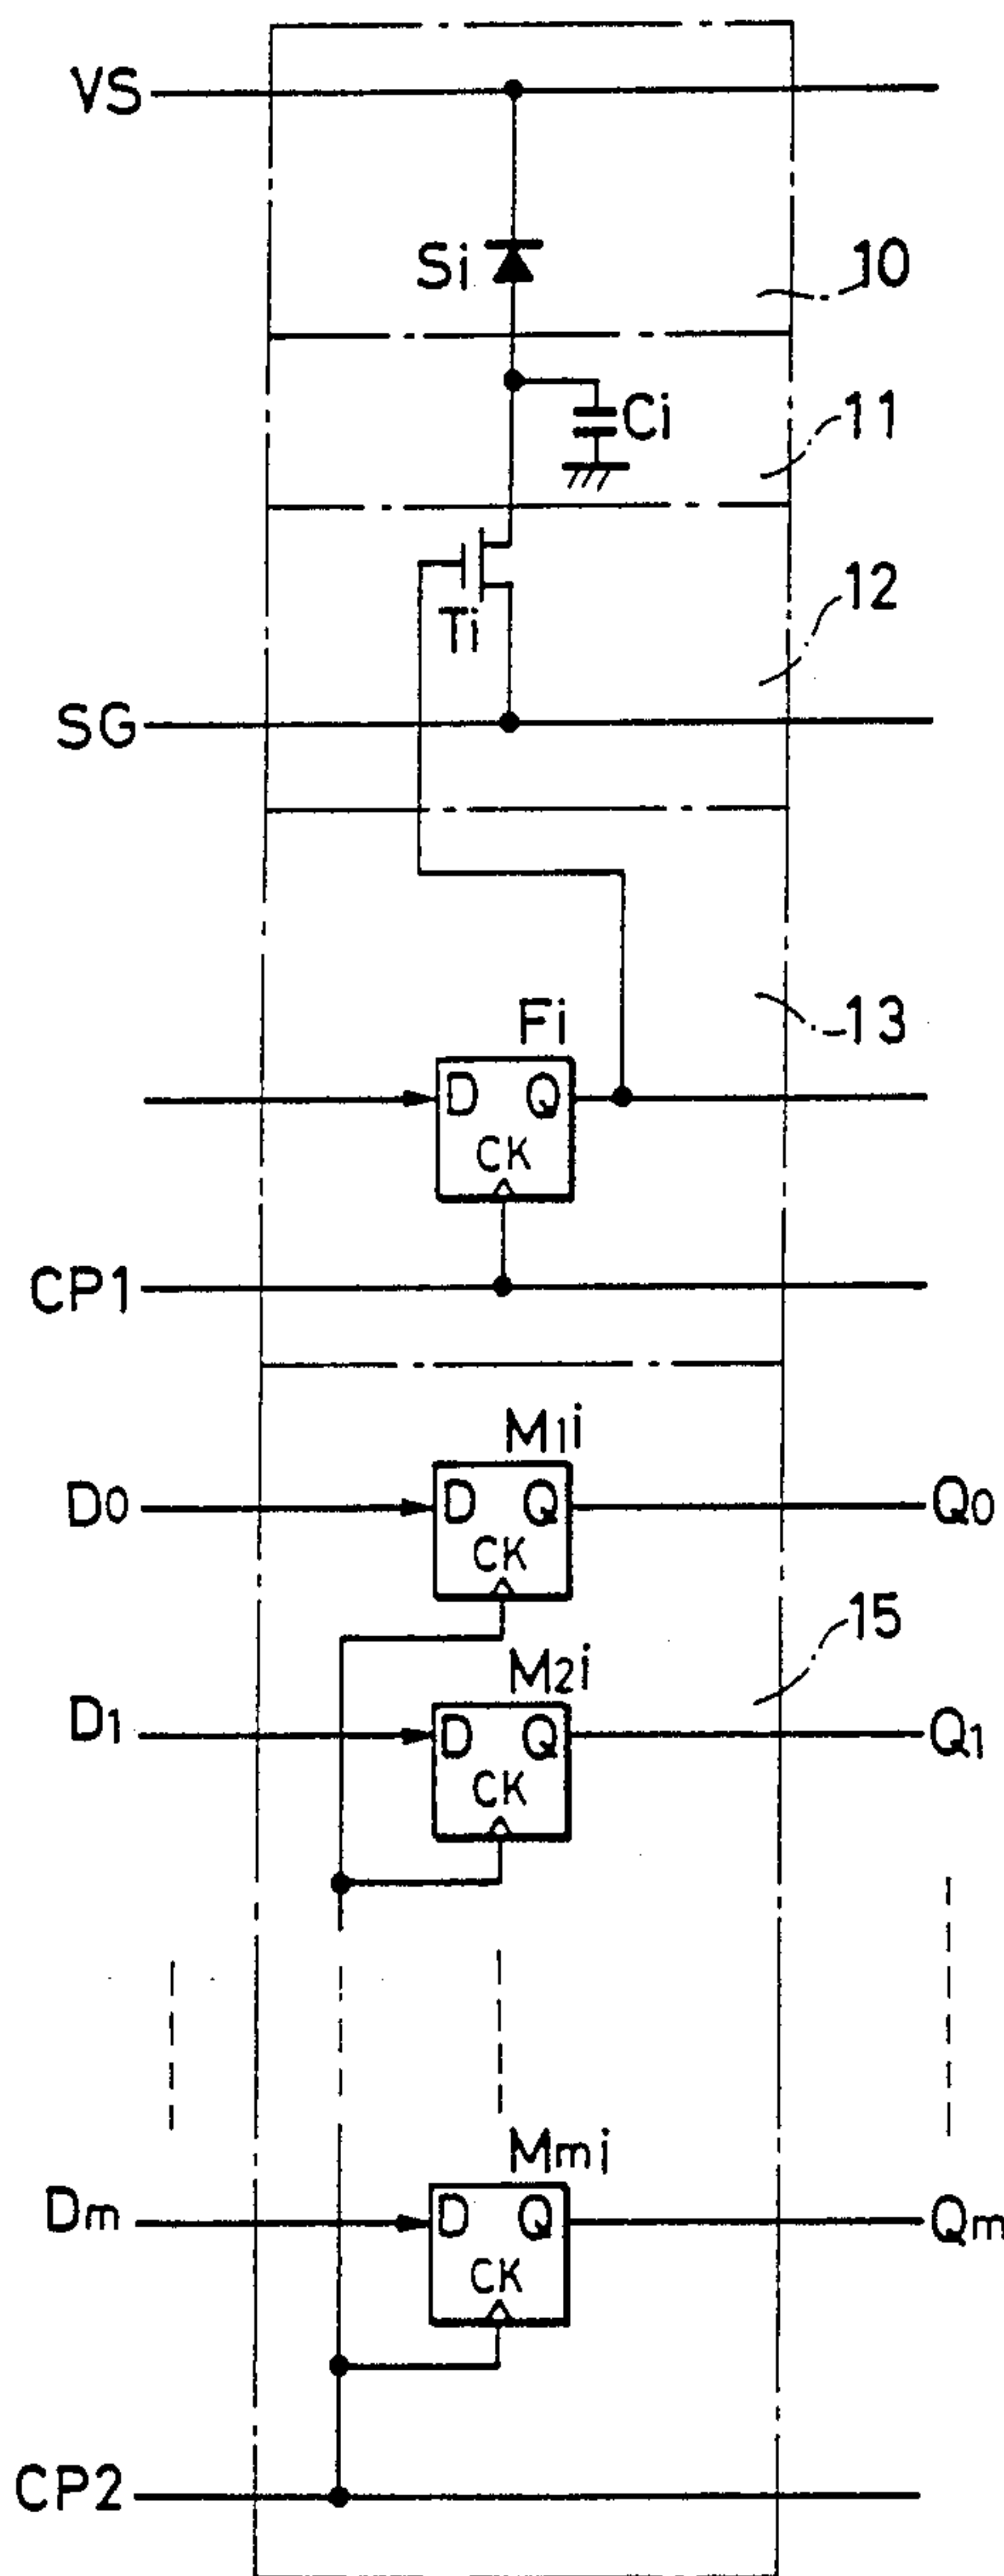 VS
Si
10
Ci
11
Ti
12
SG
13
Fi
D Q
CK
CP1
M1i
D0 D Q Q0
CK
15
M2i
D1 D Q Q1
CK
Mmi
Dm D Q Qm
CK
CP2